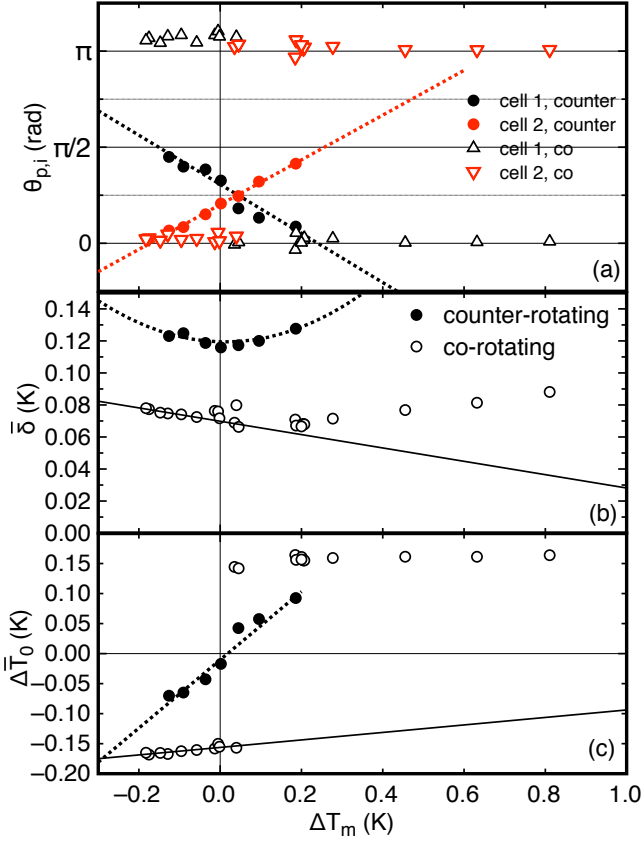 π
π/2
0
θp,i (rad)
cell 1, counter
cell 2, counter
cell 1, co
cell 2, co
(a)
0.14
0.12
0.10
0.08
0.06
0.04
0.02
0.00
δ̅ (K)
counter-rotating
co-rotating
(b)
0.15
0.10
0.05
0.00
−0.05
−0.10
−0.15
−0.20
ΔT̅0 (K)
(c)
−0.2 0.0 0.2 0.4 0.6 0.8 1.0
ΔTm (K)